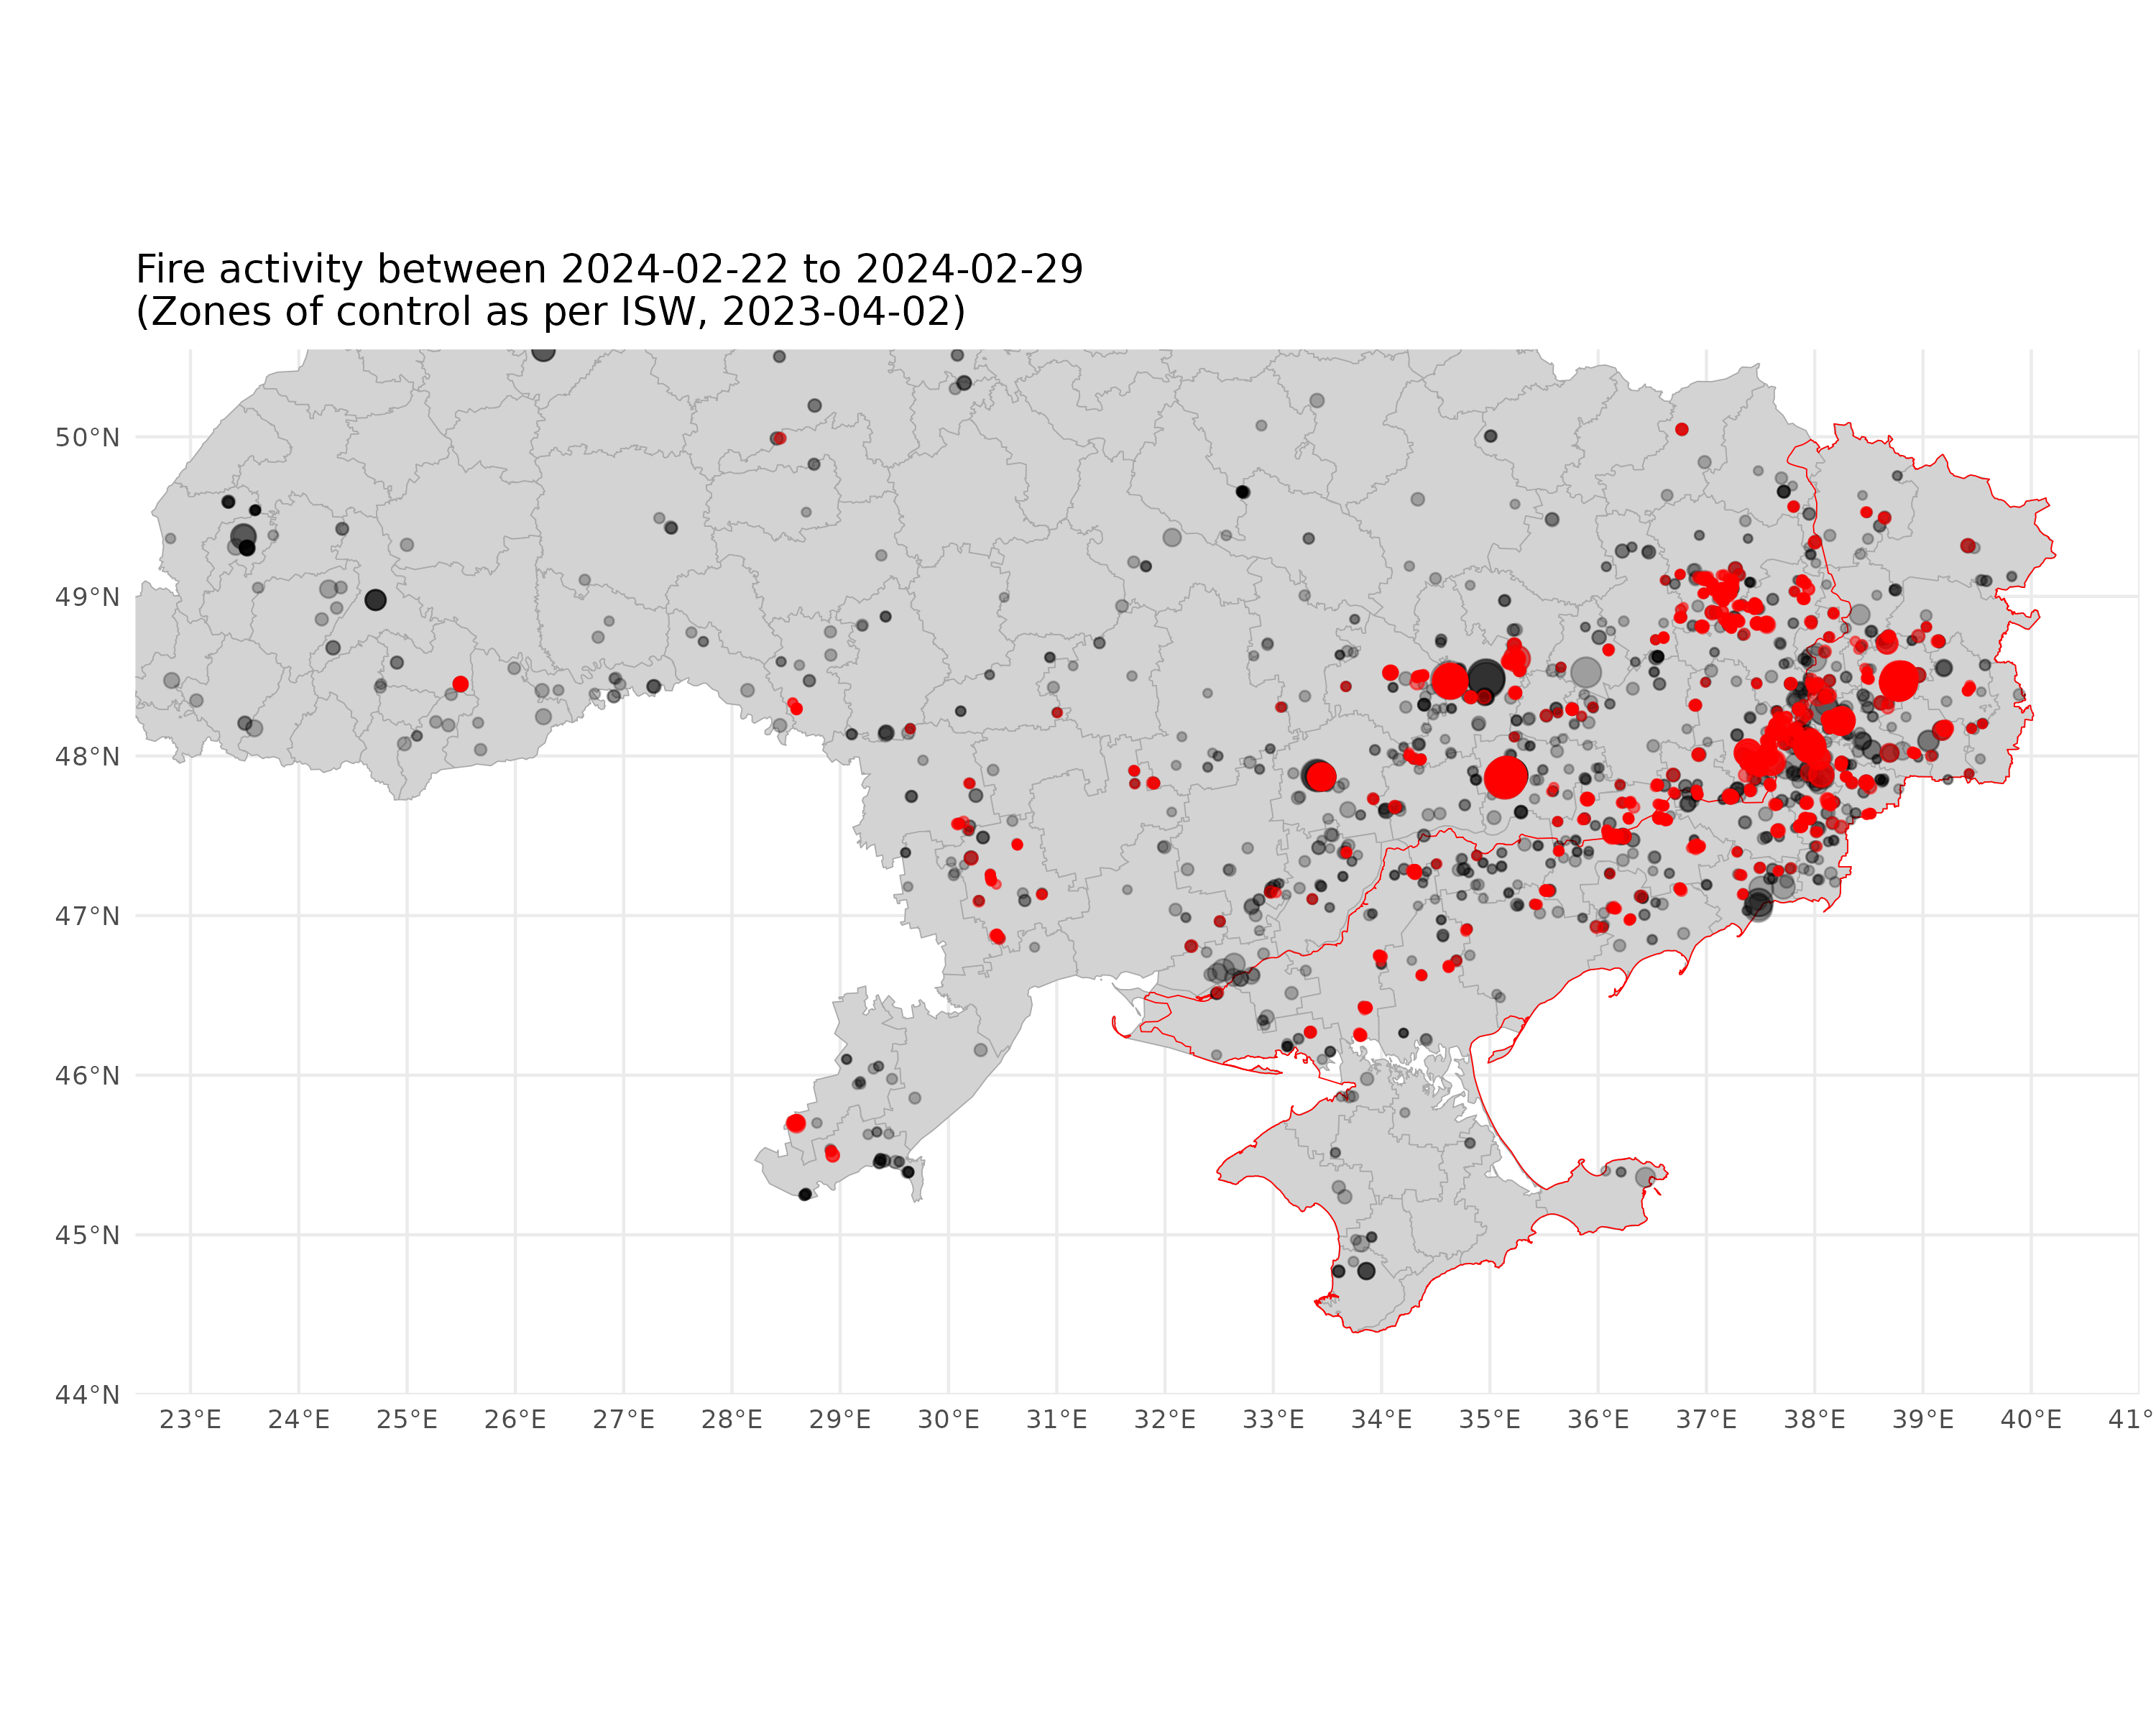 Fire activity between 2024-02-22 to 2024-02-29
(Zones of control as per ISW, 2023-04-02)
50°N
49°N
48°N
47°N
46°N
45°N
44°N
23°E 24°E 25°E 26°E 27°E 28°E 29°E 30°E 31°E 32°E 33°E 34°E 35°E 36°E 37°E 38°E 39°E 40°E 41°